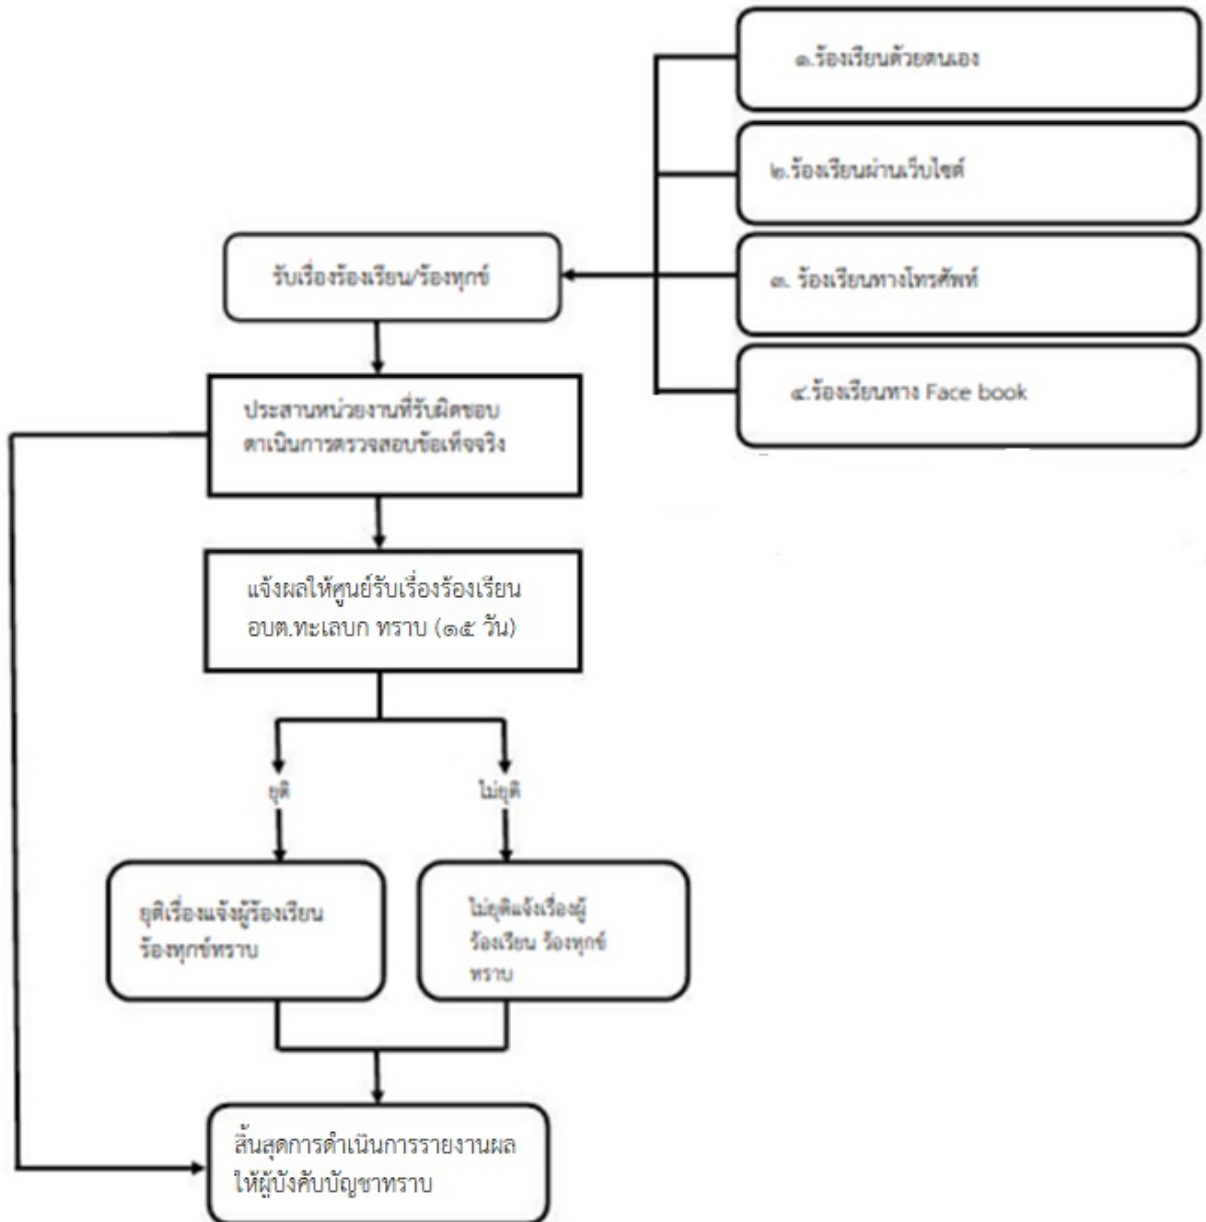 ๑.ร้องเรียนด้วยตนเอง
๒.ร้องเรียนผ่านเว็บไซต์
๓. ร้องเรียนทางโทรศัพท์
๔.ร้องเรียนทาง Face book
รับเรื่องร้องเรียน/ร้องทุกข์
ประสานหน่วยงานที่รับผิดชอบ
ดาเนินการตรวจสอบข้อเท็จจริง
แจ้งผลให้ศูนย์รับเรื่องร้องเรียน
อบต.ทะเลบก ทราบ (๑๕ วัน)
ยุติ
ไม่ยุติ
ยุติเรื่องแจ้งผู้ร้องเรียน
ร้องทุกข์ทราบ
ไม่ยุติแจ้งเรื่องผู้
ร้องเรียน ร้องทุกข์
ทราบ
สิ้นสุดการดำเนินการรายงานผล
ให้ผู้บังคับบัญชาทราบ